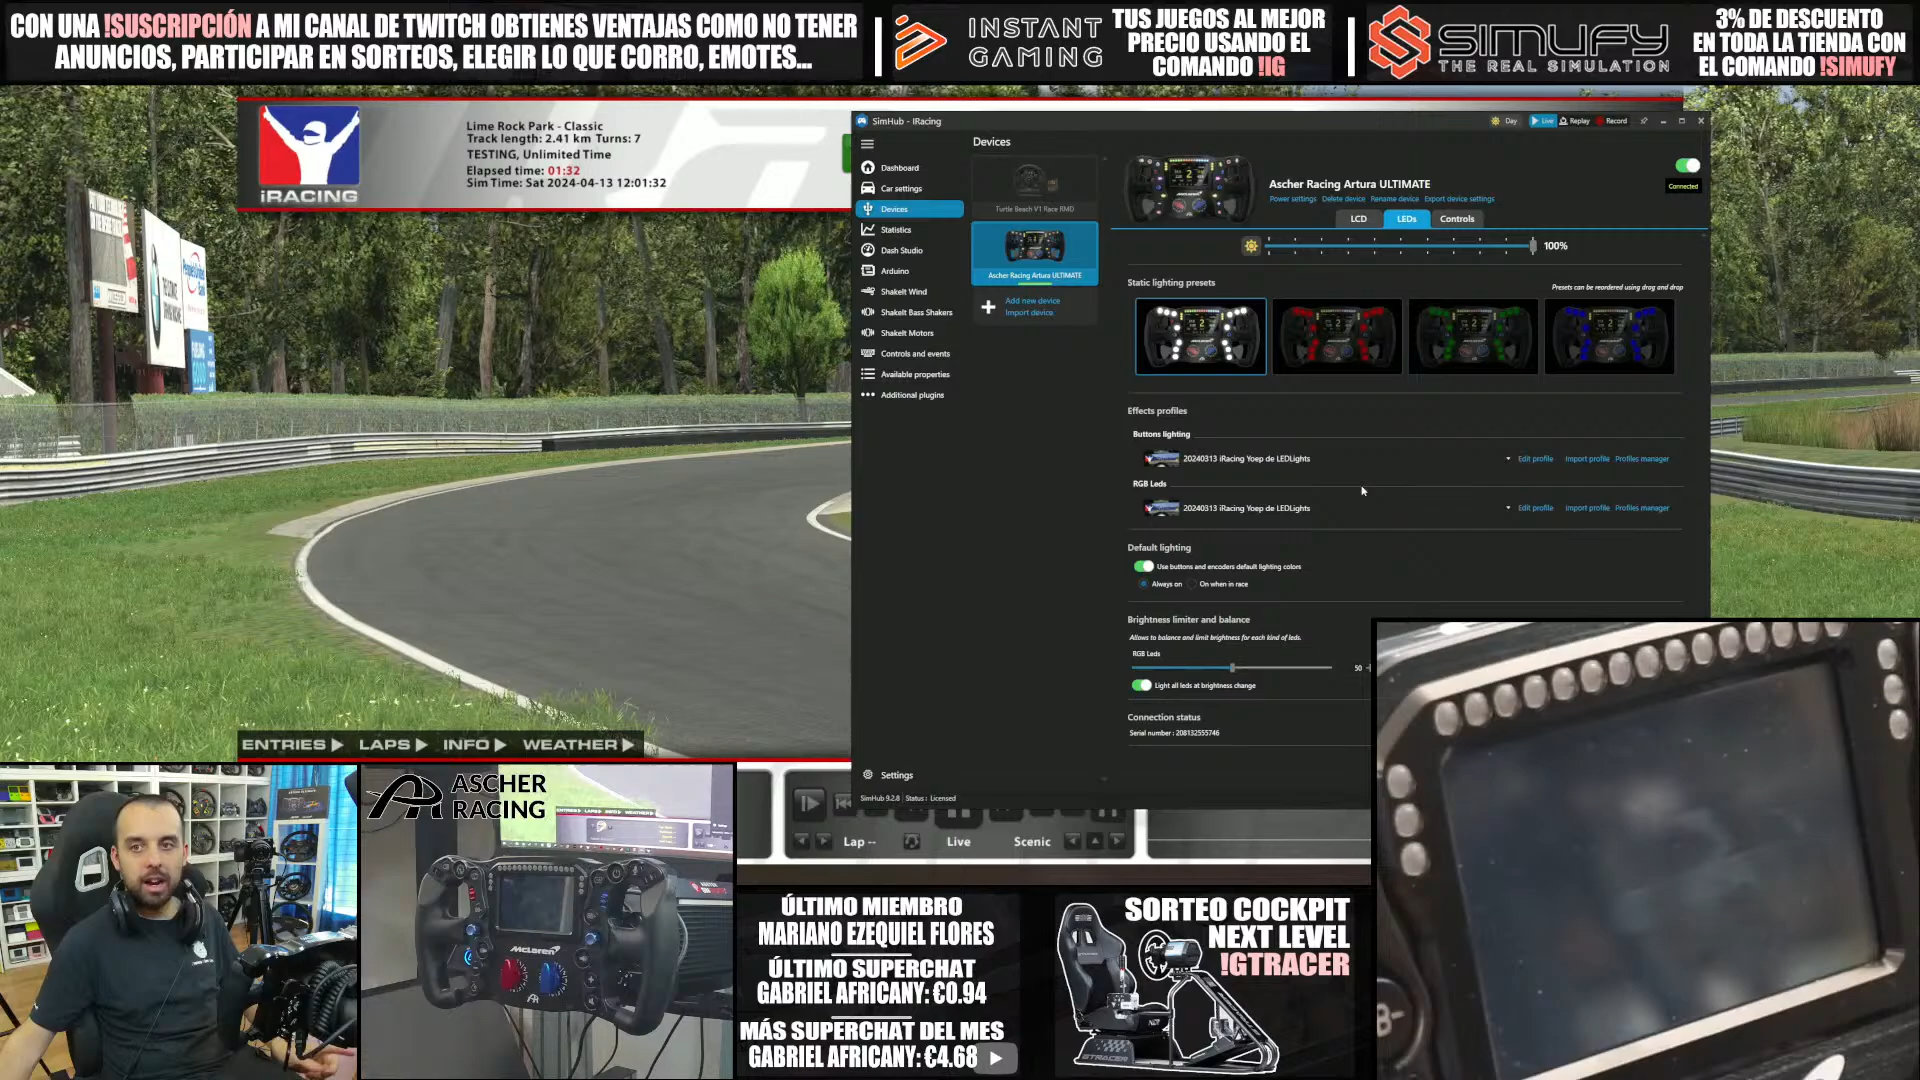 CON UNA !SUSCRIPCIÓN A MI CANAL DE TWITCH OBTIENES VENTAJAS COMO NO TENER
ANUNCIOS, PARTICIPAR EN SORTEOS, ELEGIR LO QUE CORRO, EMOTES...
INSTANT
GAMING
TUS JUEGOS AL MEJOR
PRECIO USANDO EL
COMANDO !IG
SIMUFY
THE REAL SIMULATION
3% DE DESCUENTO
EN TODA LA TIENDA CON
EL COMANDO !SIMUFY
iRACING
Lime Rock Park - Classic
Track length: 2.41 km Turns: 7
TESTING, Unlimited Time
Elapsed time: 01:32
Sim Time: Sat 2024-04-13 12:01:32
SimHub - IRacing
Day
Live
Replay
Record
Dashboard
Car settings
Devices
Statistics
Dash Studio
Arduino
ShakeIt Wind
ShakeIt Bass Shakers
ShakeIt Motors
Controls and events
Available properties
Additional plugins
Settings
SimHub 9.2.8 Status : Licensed
Devices
Turtle Beach V1 Race RMD
Ascher Racing Artura ULTIMATE
Add new device
Import device
Ascher Racing Artura ULTIMATE
Power settings Delete device Rename device Export device settings
Connected
LCD
LEDs
Controls
100%
Static lighting presets
Presets can be reordered using drag and drop
Effects profiles
Buttons lighting
20240313 iRacing Yoep de LEDLights
Edit profile Import profile Profiles manager
RGB Leds
20240313 iRacing Yoep de LEDLights
Edit profile Import profile Profiles manager
Default lighting
Use buttons and encoders default lighting colors
Always on On when in race
Brightness limiter and balance
Allows to balance and limit brightness for each kind of leds.
RGB Leds
50
Light all leds at brightness change
Connection status
Serial number : 208132555746
ENTRIES LAPS INFO WEATHER
Lap --
Live
Scenic
ASCHER
RACING
McLaren
ÚLTIMO MIEMBRO
MARIANO EZEQUIEL FLORES
ÚLTIMO SUPERCHAT
GABRIEL AFRICANY: €0.94
MÁS SUPERCHAT DEL MES
GABRIEL AFRICANY: €4.68
SORTEO COCKPIT
NEXT LEVEL
!GTRACER
GTRACER